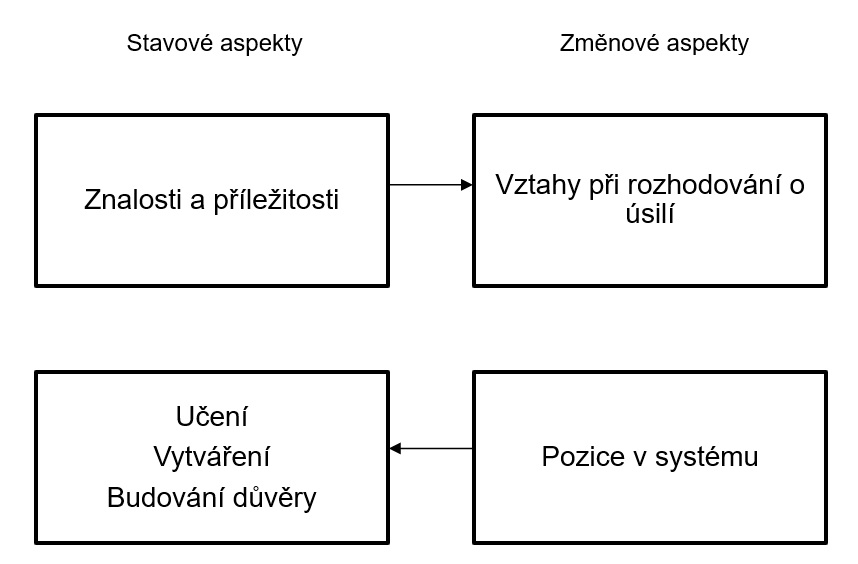 Stavové aspekty
Změnové aspekty
Znalosti a příležitosti
Vztahy při rozhodování o
úsilí
Učení
Vytváření
Budování důvěry
Pozice v systému